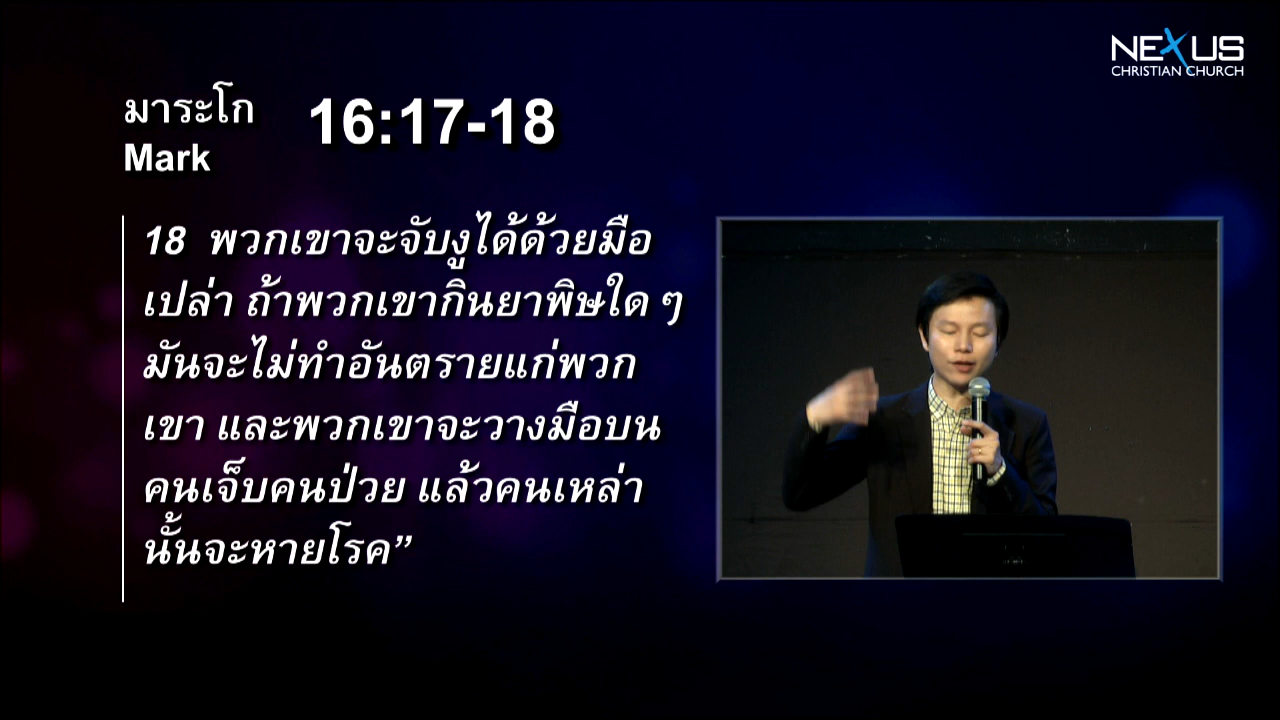 NEXUS
CHRISTIAN CHURCH
มาระโก 16:17-18
Mark
18 พวกเขาจะจับงูได้ด้วยมือ
เปล่า ถ้าพวกเขากินยาพิษใด ๆ
มันจะไม่ทำอันตรายแก่พวก
เขา และพวกเขาจะวางมือบน
คนเจ็บคนป่วย แล้วคนเหล่า
นั้นจะหายโรค”